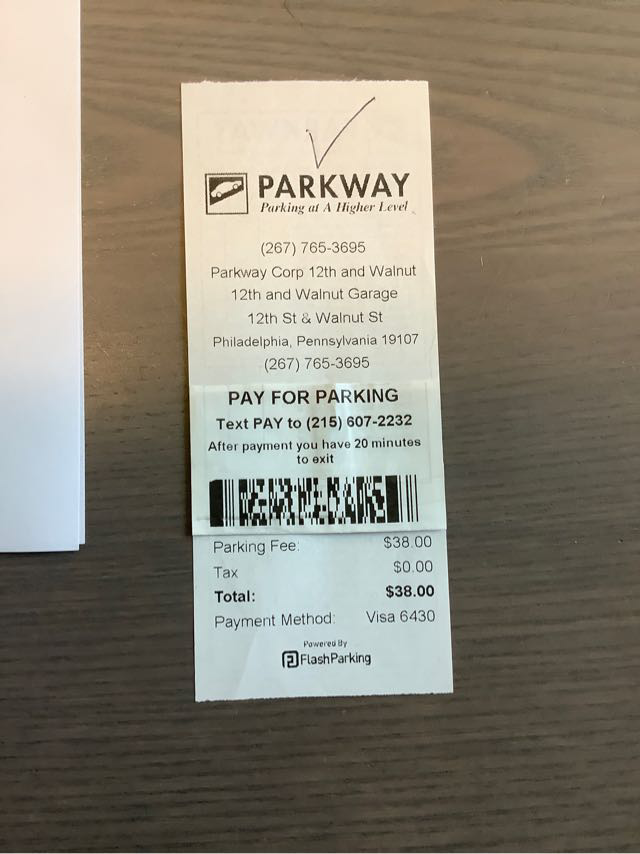 PARKWAY
Parking at A Higher Level
(267) 765-3695
Parkway Corp 12th and Walnut
12th and Walnut Garage
12th St & Walnut St
Philadelphia, Pennsylvania 19107
(267) 765-3695
PAY FOR PARKING
Text PAY to (215) 607-2232
After payment you have 20 minutes
to exit
Parking Fee: $38.00
Tax $0.00
Total: $38.00
Payment Method: Visa 6430
Powered By
FlashParking